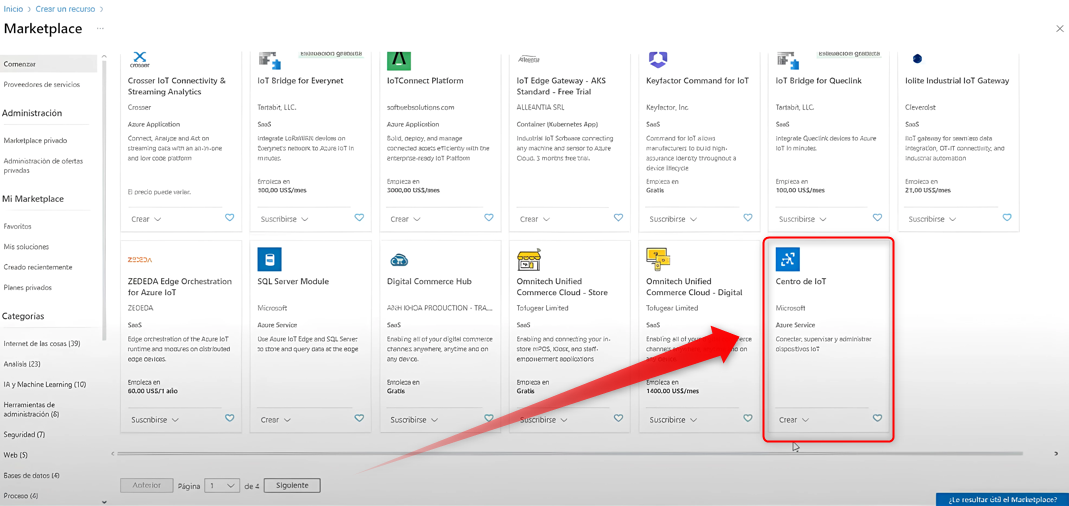 Inicio > Crear un recurso >
Marketplace ...
Comenzar
Proveedores de servicios
Administración
Marketplace privado
Administración de ofertas
privadas
Mi Marketplace
Favoritos
Mis soluciones
Creado recientemente
Planes privados
Categorías
Internet de las cosas (39)
Análisis (23)
IA y Machine Learning (10)
Herramientas de
administración (8)
Seguridad (7)
Web (5)
Bases de datos (4)
Proceso (4)
crosser
Crosser IoT Connectivity &
Streaming Analytics
Crosser
Azure Application
Connect, Analyze and Act on
streaming data with an all-in-one
and low code platform
El precio puede variar.
Crear
Evaluación gratuita
IoT Bridge for Everynet
Tartabit, LLC.
SaaS
Integrate LoRaWAN devices on
Everynet's network to Azure IoT in
minutes.
Empieza en
100,00 US$/mes
Suscribirse
IoTConnect Platform
softwebsolutions.com
Azure Application
Build, deploy, and manage
connected assets efficiently with the
enterprise-ready IoT Platform
Empieza en
3000,00 US$/mes
Crear
Alleantia
IoT Edge Gateway - AKS
Standard - Free Trial
ALLEANTIA SRL
Container (Kubernetes App)
Industrial IoT Software connecting
any machine and sensor to Azure
Cloud. 3 months free trial.
Crear
Keyfactor Command for IoT
Keyfactor, Inc.
SaaS
Command for IoT allows
manufacturers to build high-
assurance identity throughout a
device lifecycle
Empieza en
Gratis
Suscribirse
Evaluación gratuita
IoT Bridge for Queclink
Tartabit, LLC.
SaaS
Integrate Queclink devices to Azure
IoT in minutes.
Empieza en
100,00 US$/mes
Suscribirse
Iolite Industrial IoT Gateway
Cleverdist
SaaS
IIoT gateway for seamless data
integration, OT-IT connectivity, and
industrial automation
Empieza en
21,00 US$/mes
Suscribirse
ZEDEDA
ZEDEDA Edge Orchestration
for Azure IoT
ZEDEDA
SaaS
Edge orchestration of the Azure IoT
runtime and modules on distributed
edge devices.
Empieza en
60,00 US$/1 año
Suscribirse
SQL Server Module
Microsoft
Azure Service
Use Azure IoT Edge and SQL Server
to store and query data at the edge
Crear
Digital Commerce Hub
ANH KHOA PRODUCTION - TRA...
SaaS
Enabling all of your digital commerce
channels anywhere, anytime and on
any device.
Empieza en
Gratis
Suscribirse
Omnitech Unified
Commerce Cloud - Store
Tofugear Limited
SaaS
Enabling and connecting your in-
store mPOS, Kiosk, and staff-
empowerment applications
Empieza en
Gratis
Suscribirse
Omnitech Unified
Commerce Cloud - Digital
Tofugear Limited
SaaS
Enabling all of your
commerce
channels
and on
any device.
Empieza en
1400,00 US$/mes
Suscribirse
Centro de IoT
Microsoft
Azure Service
Conectar, supervisar y administrar
dispositivos IoT
Crear
Anterior Página 1 de 4 Siguiente
¿Le resultar útil el Marketplace?